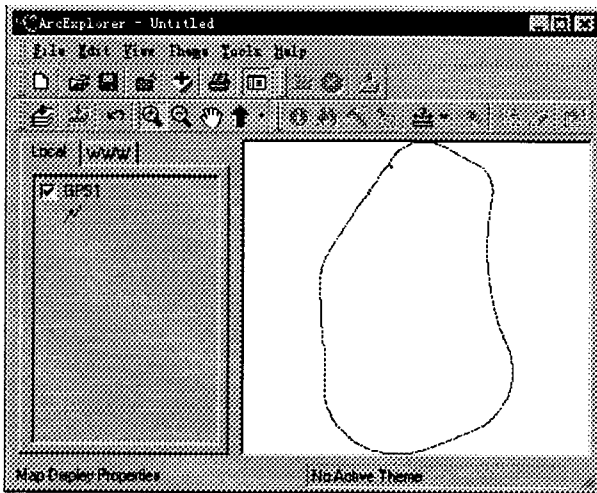 ArcExplorer - Untitled
File Edit View Theme Tools Help
Local WWW
GPS1
Map Display Properties
No Active Theme